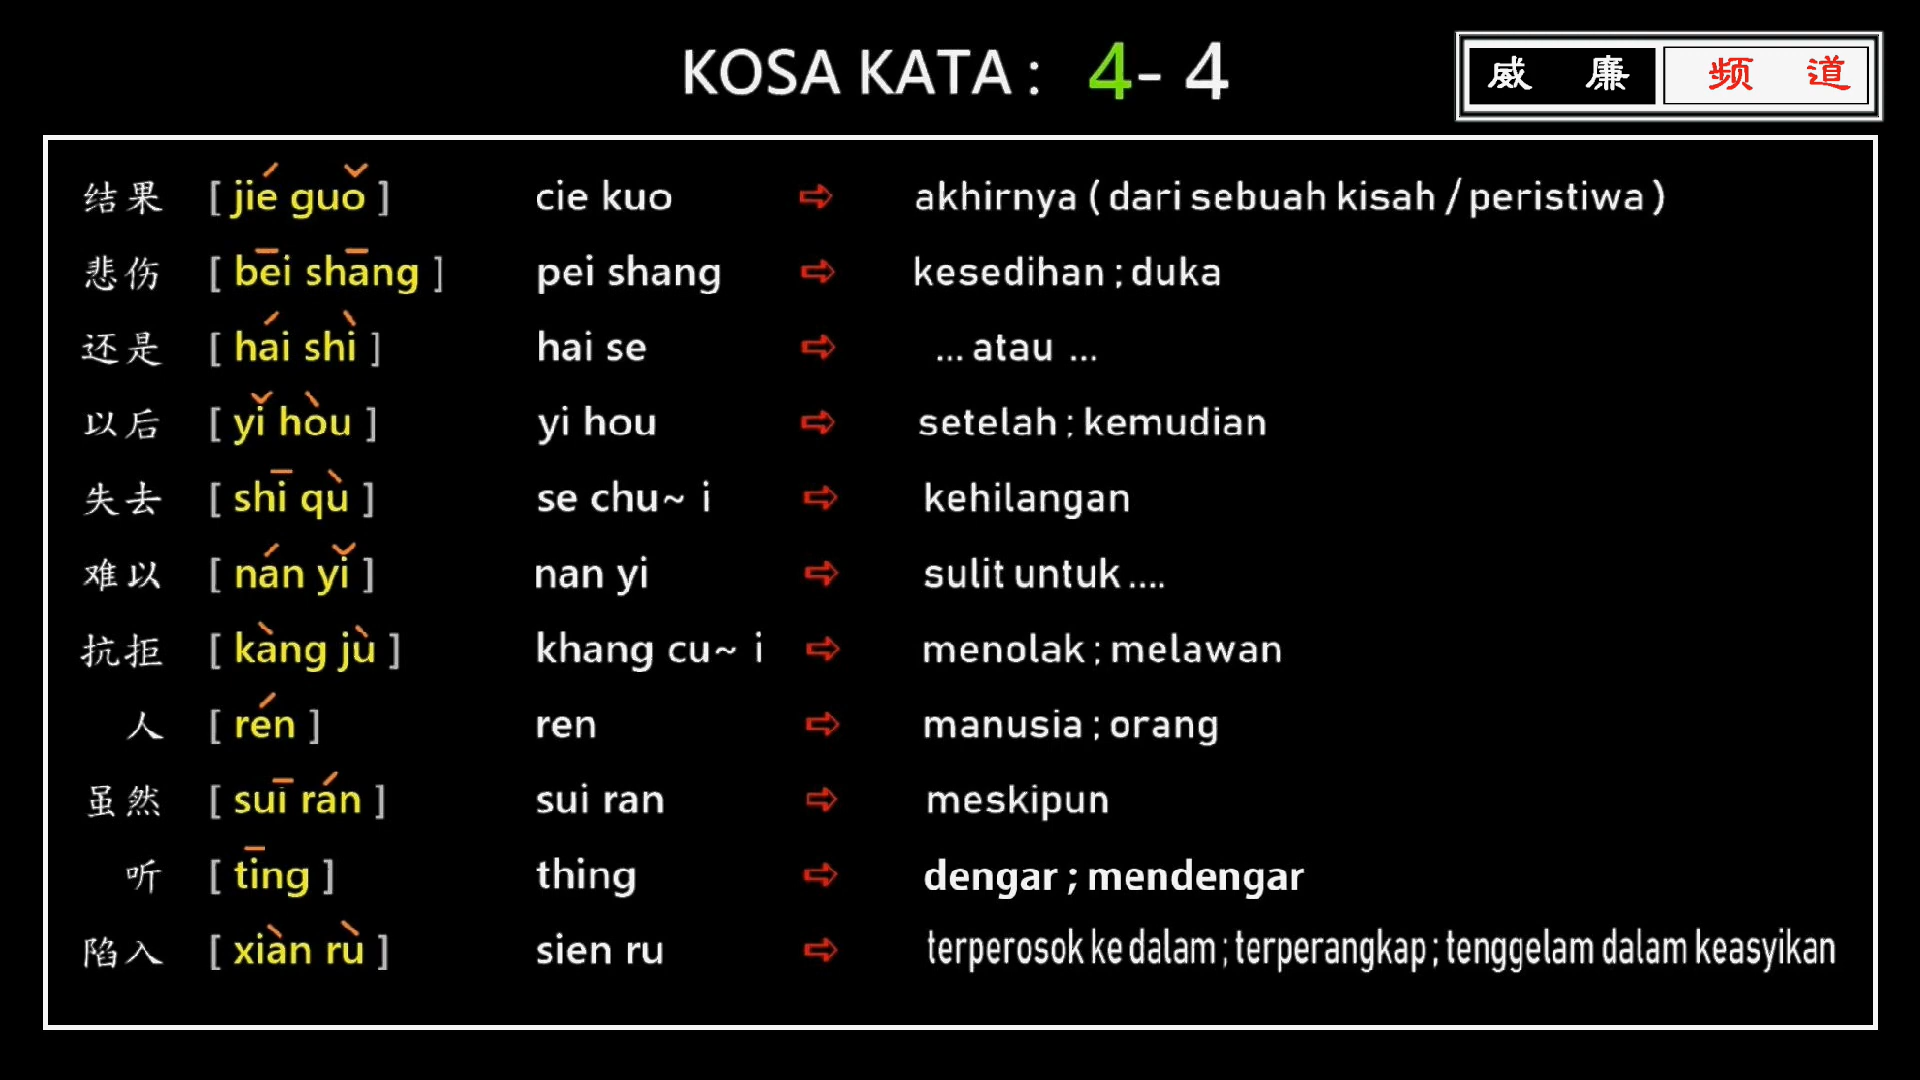 KOSA KATA : 4- 4
威 廉 频 道
结果 [ jié guǒ ] cie kuo ➪ akhirnya ( dari sebuah kisah / peristiwa )
悲伤 [ bēi shāng ] pei shang ➪ kesedihan ; duka
还是 [ hái shì ] hai se ➪ ... atau ...
以后 [ yǐ hòu ] yi hou ➪ setelah ; kemudian
失去 [ shī qù ] se chu~ i ➪ kehilangan
难以 [ nán yǐ ] nan yi ➪ sulit untuk ....
抗拒 [ kàng jù ] khang cu~ i ➪ menolak ; melawan
人 [ rén ] ren ➪ manusia ; orang
虽然 [ suī rán ] sui ran ➪ meskipun
听 [ tīng ] thing ➪ dengar ; mendengar
陷入 [ xiàn rù ] sien ru ➪ terperosok ke dalam ; terperangkap ; tenggelam dalam keasyikan